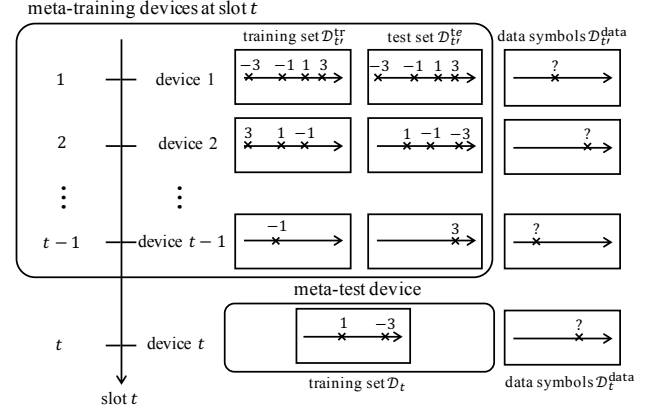 meta-training devices at slot t
training set 𝒟_{t′}^{tr} test set 𝒟_{t′}^{te} data symbols 𝒟_{t′}^{data}
1 device 1 −3 −1 1 3 −3 −1 1 3 ?
2 device 2 3 1 −1 1 −1 −3 ?
⋮ ⋮
t − 1 device t − 1 −1 3 ?
meta-test device
t device t 1 −3 ?
training set 𝒟_t data symbols 𝒟_t^{data}
slot t